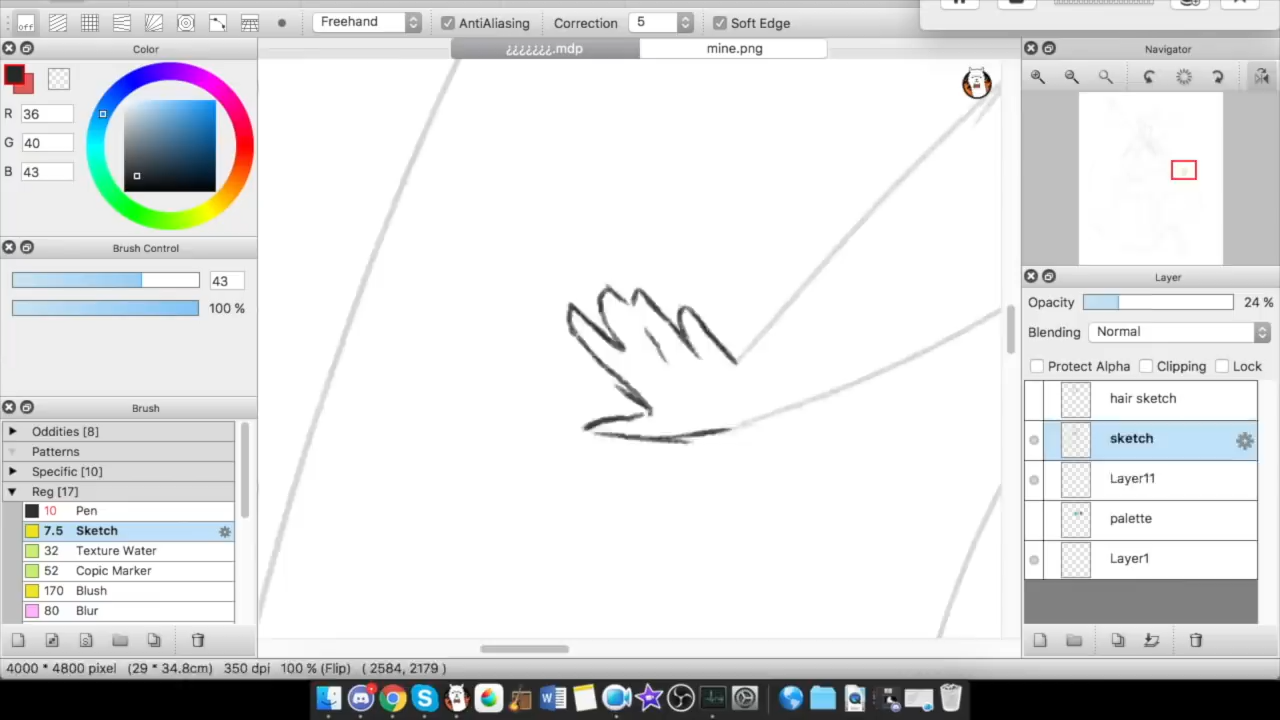 off Freehand AntiAliasing Correction 5 Soft Edge
Color ¿¿¿¿¿¿¿.mdp mine.png Navigator
R 36
G 40
B 43
Brush Control
43
100 %
Layer
Opacity 24 %
Blending Normal
Protect Alpha Clipping Lock
hair sketch
sketch
Layer11
palette
Layer1
Brush
Oddities [8]
Patterns
Specific [10]
Reg [17]
10 Pen
7.5 Sketch
32 Texture Water
52 Copic Marker
170 Blush
80 Blur
4000 * 4800 pixel (29 * 34.8cm) 350 dpi 100 % (Flip) ( 2584, 2179 )